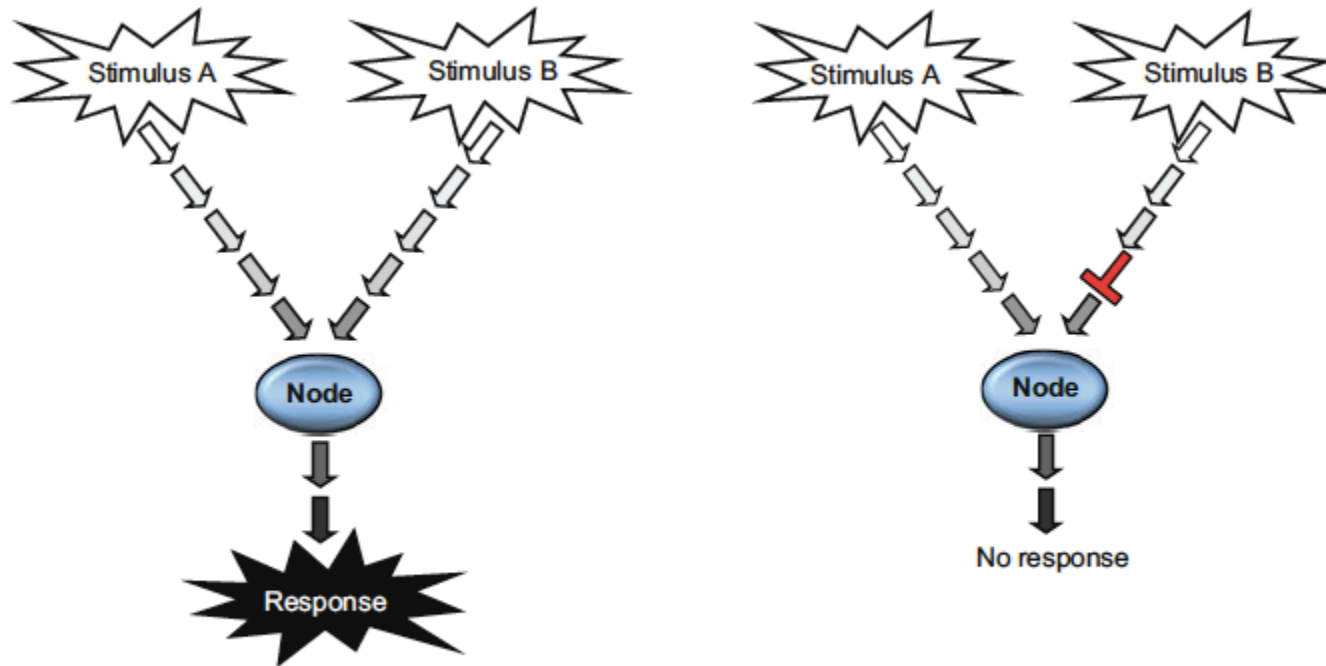 Stimulus A
Stimulus B
Node
Response
Stimulus A
Stimulus B
Node
No response